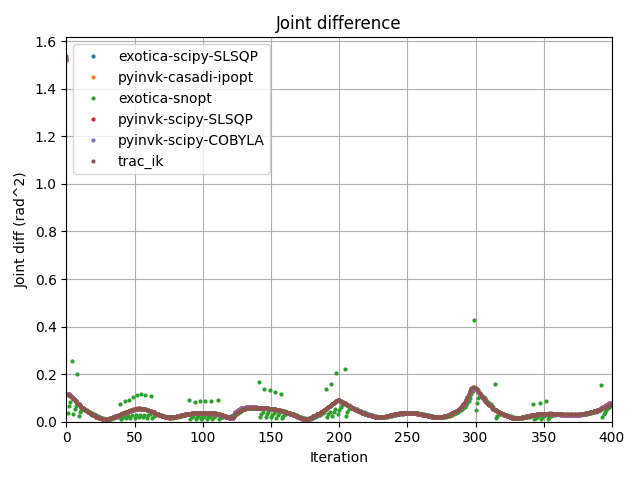 Joint difference
1.6
1.4
1.2
1.0
0.8
0.6
0.4
0.2
0.0
Joint diff (rad^2)
exotica-scipy-SLSQP
pyinvk-casadi-ipopt
exotica-snopt
pyinvk-scipy-SLSQP
pyinvk-scipy-COBYLA
trac_ik
0 50 100 150 200 250 300 350 400
Iteration